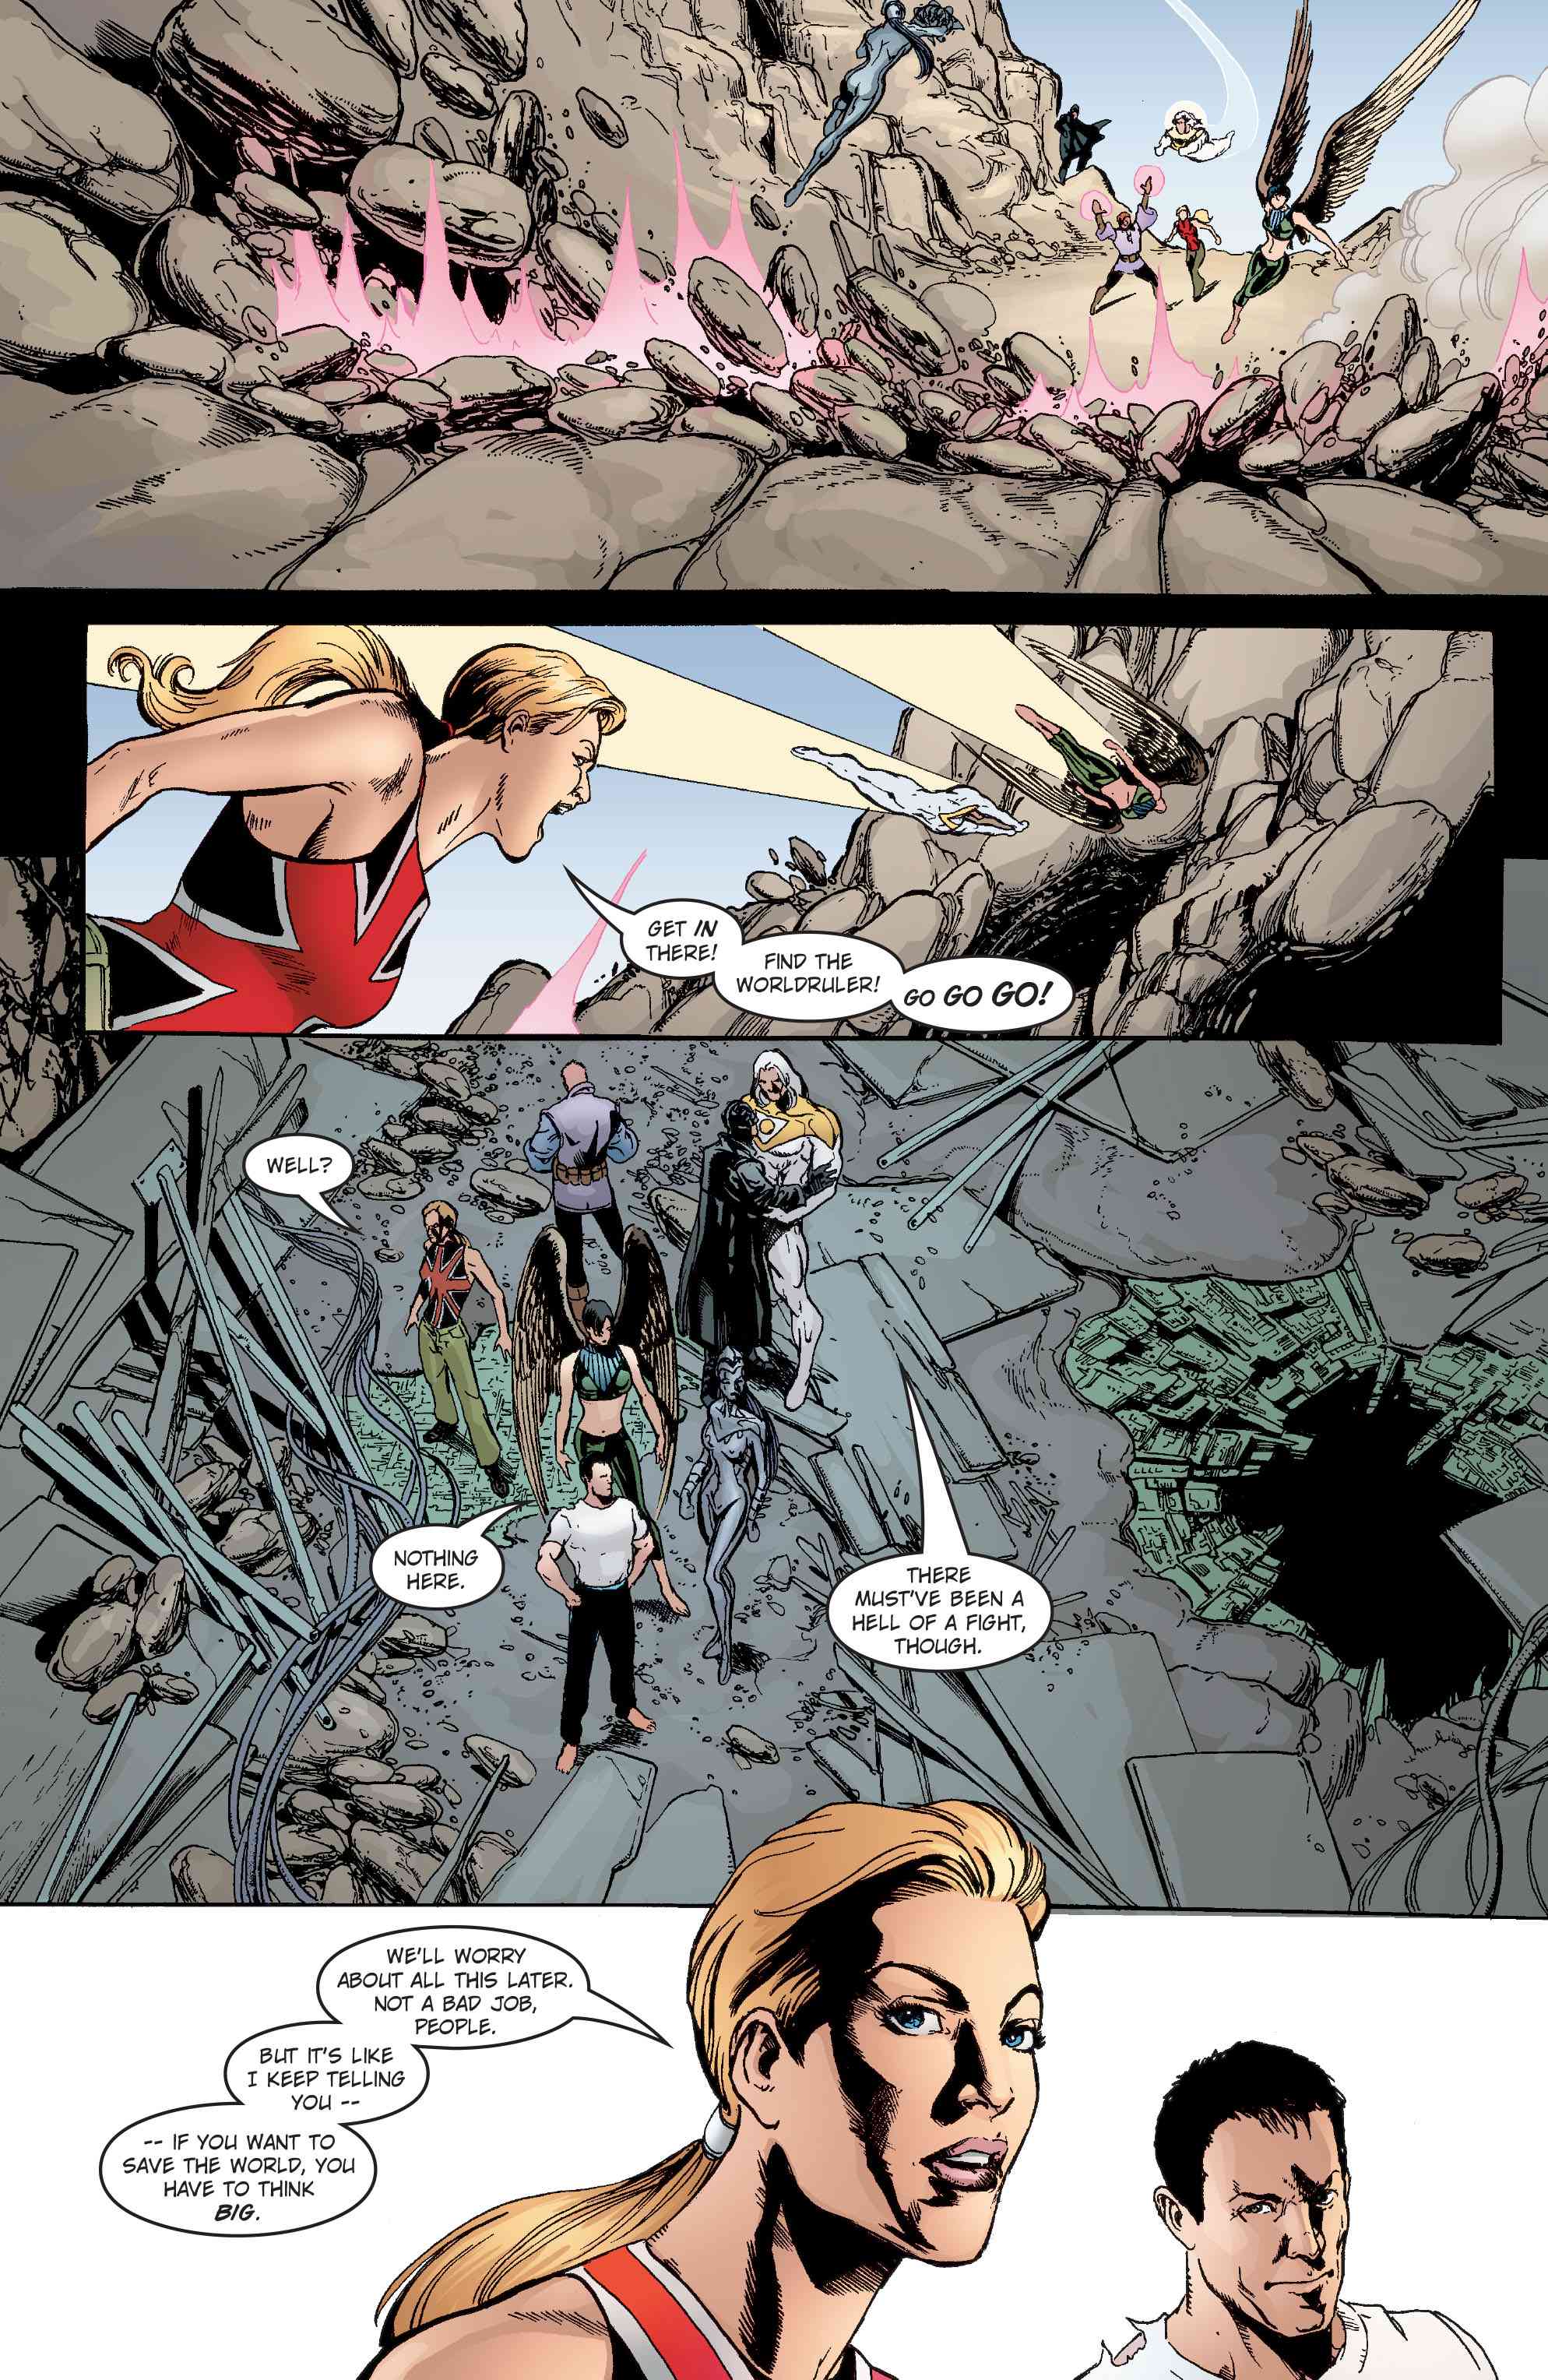 GET IN
THERE!
FIND THE
WORLDRULER!
GO GO GO!
WELL?
NOTHING
HERE.
THERE
MUST'VE BEEN A
HELL OF A FIGHT,
THOUGH.
WE'LL WORRY
ABOUT ALL THIS LATER.
NOT A BAD JOB,
PEOPLE.
BUT IT'S LIKE
I KEEP TELLING
YOU --
-- IF YOU WANT TO
SAVE THE WORLD, YOU
HAVE TO THINK
BIG.